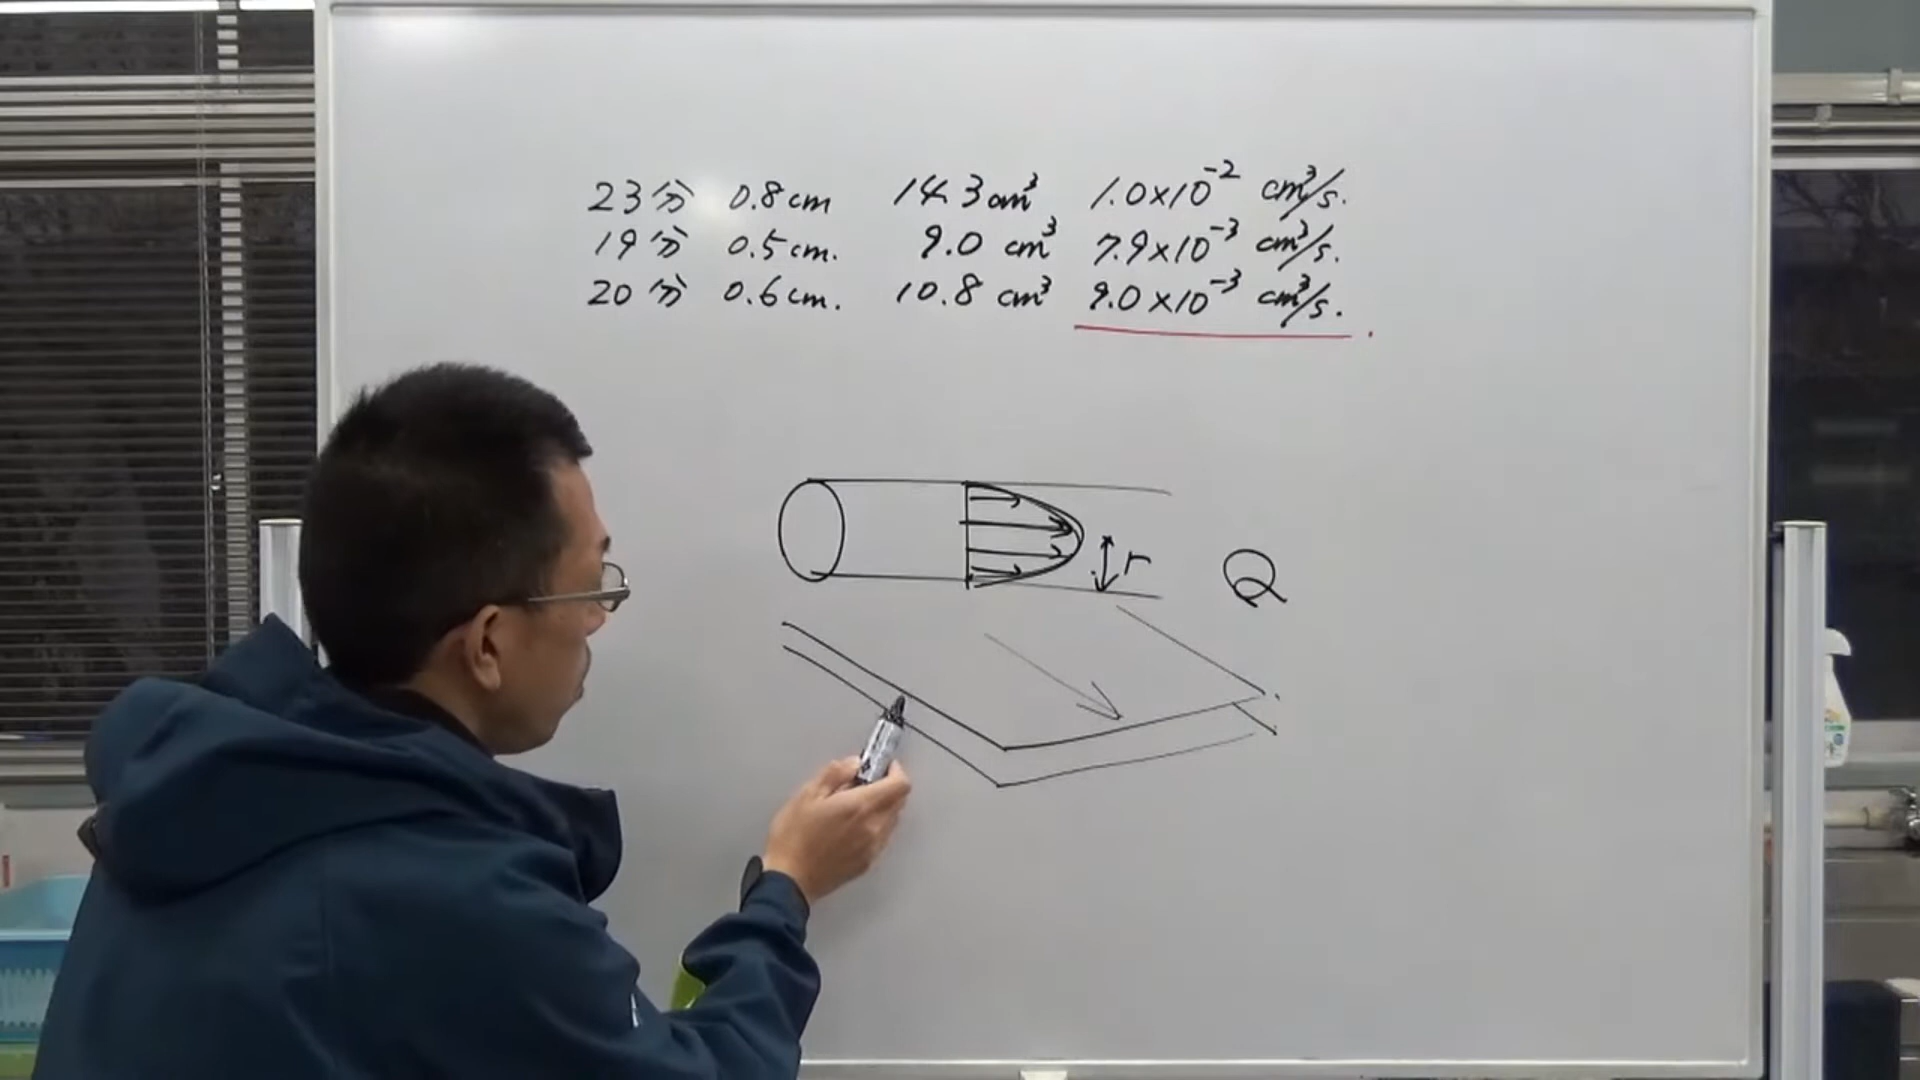 23分 0.8cm 14.3cm³ 1.0×10⁻² cm³/s.
19分 0.5cm. 9.0 cm³ 7.9×10⁻³ cm³/s.
20分 0.6cm. 10.8 cm³ 9.0×10⁻³ cm³/s.
r
Q